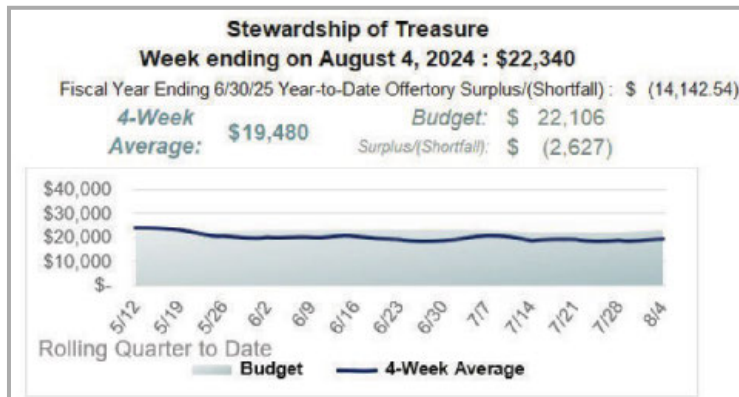 Stewardship of Treasure
Week ending on August 4, 2024 : $22,340
Fiscal Year Ending 6/30/25 Year-to-Date Offertory Surplus/(Shortfall) : $ (14,142.54)
4-Week Average: $19,480
Budget: $ 22,106
Surplus/(Shortfall): $ (2,627)
$40,000
$30,000
$20,000
$10,000
$-
5/12 5/19 5/26 6/2 6/9 6/16 6/23 6/30 7/7 7/14 7/21 7/28 8/4
Rolling Quarter to Date
Budget 4-Week Average